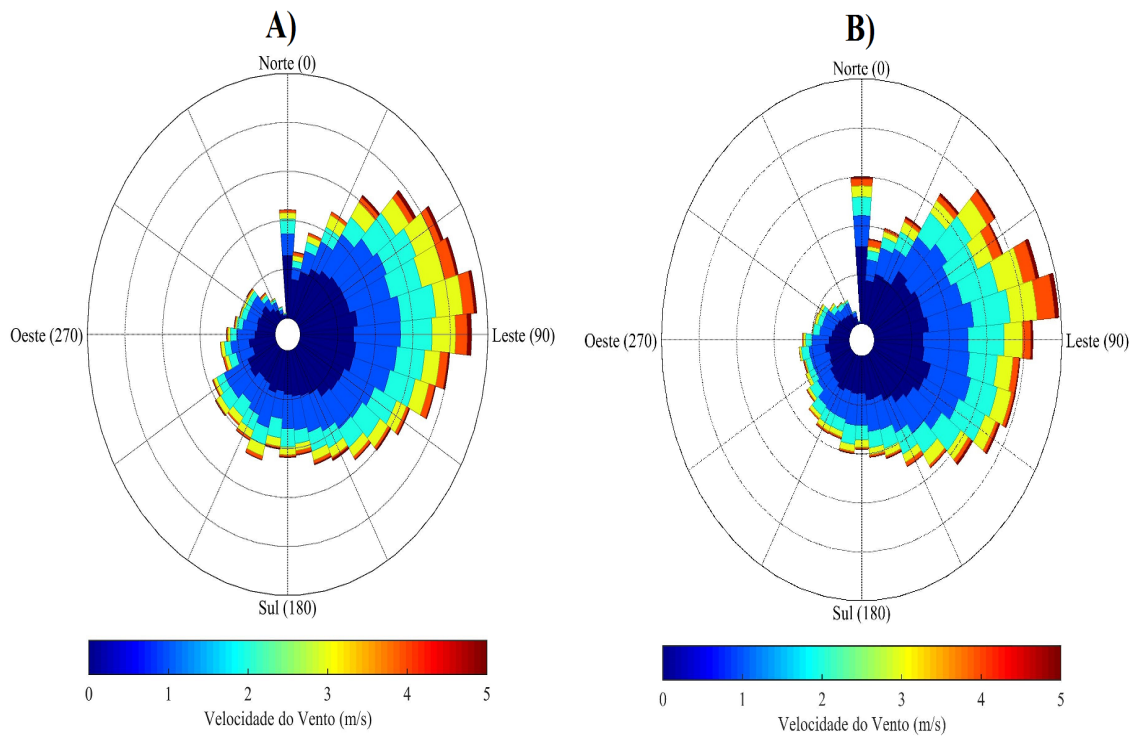 A)
Norte (0)
Oeste (270)
Leste (90)
Sul (180)
0 1 2 3 4 5
Velocidade do Vento (m/s)
B)
Norte (0)
Oeste (270)
Leste (90)
Sul (180)
0 1 2 3 4 5
Velocidade do Vento (m/s)